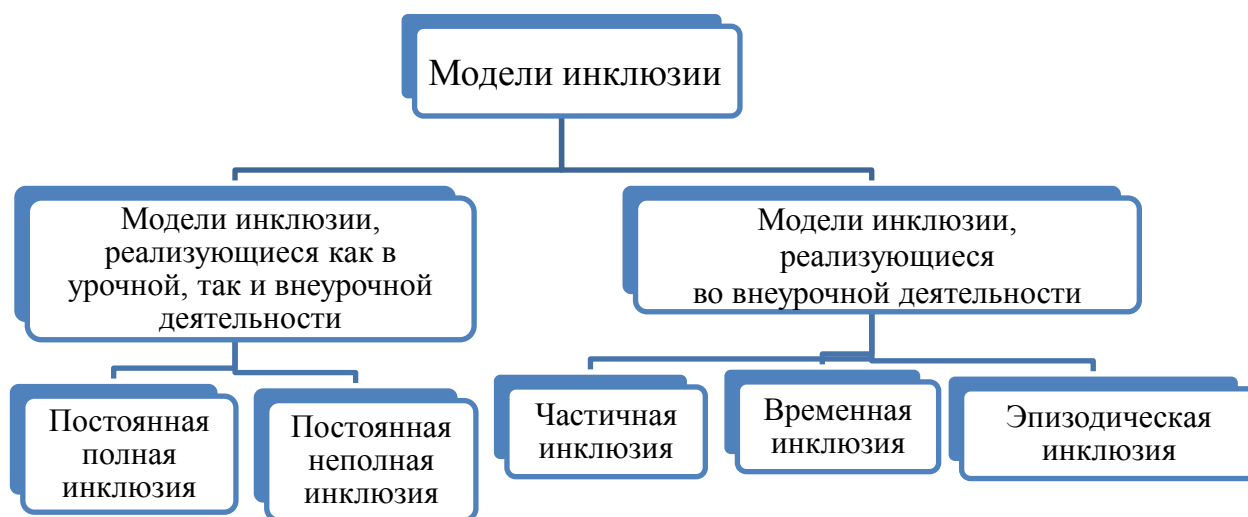 Модели инклюзии
Модели инклюзии,
реализующиеся как в
урочной, так и внеурочной
деятельности
Модели инклюзии,
реализующиеся
во внеурочной деятельности
Постоянная
полная
инклюзия
Постоянная
неполная
инклюзия
Частичная
инклюзия
Временная
инклюзия
Эпизодическая
инклюзия